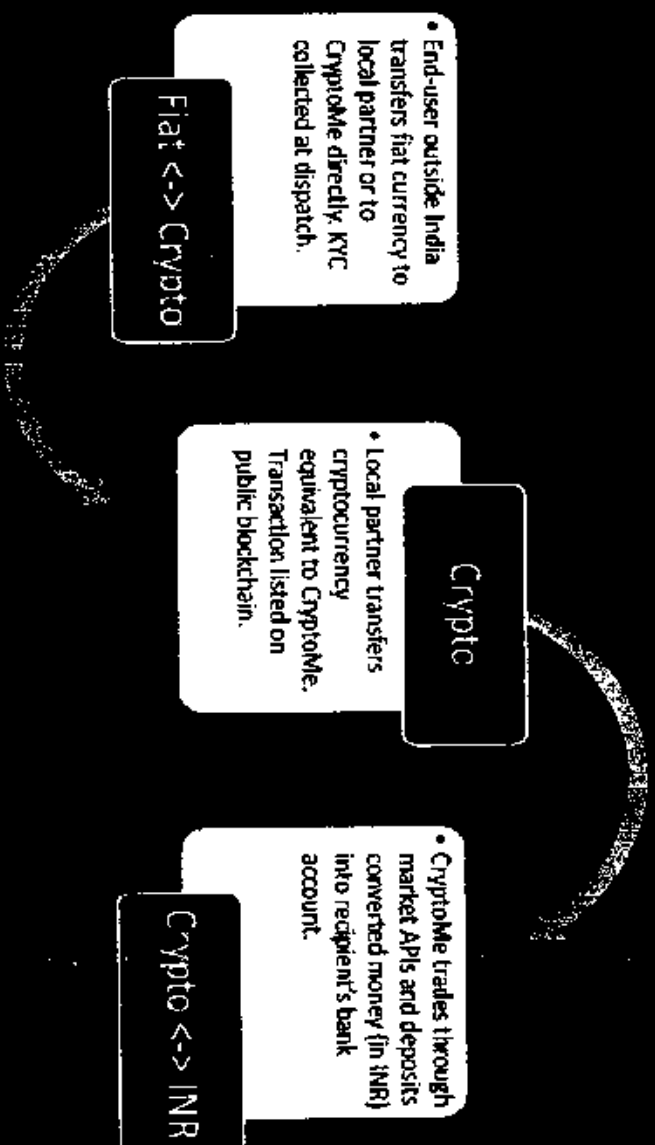 • End-user outside India
transfers fiat currency to
local partner or to
CryptoMe directly. KYC
collected at dispatch.
Fiat <-> Crypto
Crypto
• Local partner transfers
cryptocurrency
equivalent to CryptoMe.
Transaction listed on
public blockchain.
• CryptoMe trades through
market APIs and deposits
converted money (in INR)
into recipient's bank
account.
Crypto <-> INR